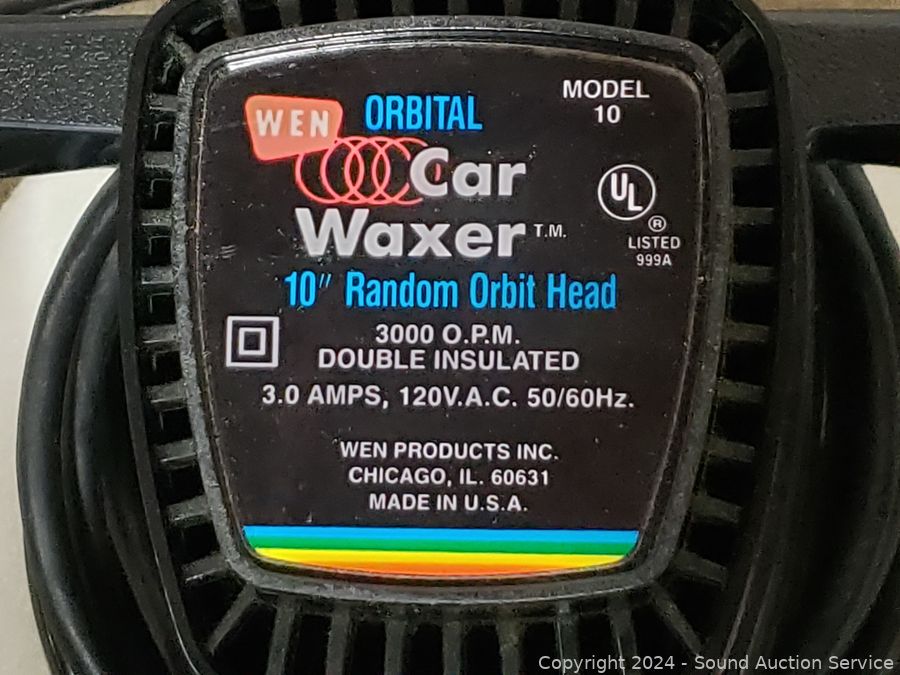 WEN
ORBITAL
Car
Waxer T.M.
MODEL
10
UL
®
LISTED
999A
10" Random Orbit Head
3000 O.P.M.
DOUBLE INSULATED
3.0 AMPS, 120V.A.C. 50/60Hz.
WEN PRODUCTS INC.
CHICAGO, IL. 60631
MADE IN U.S.A.
Copyright 2024 - Sound Auction Service